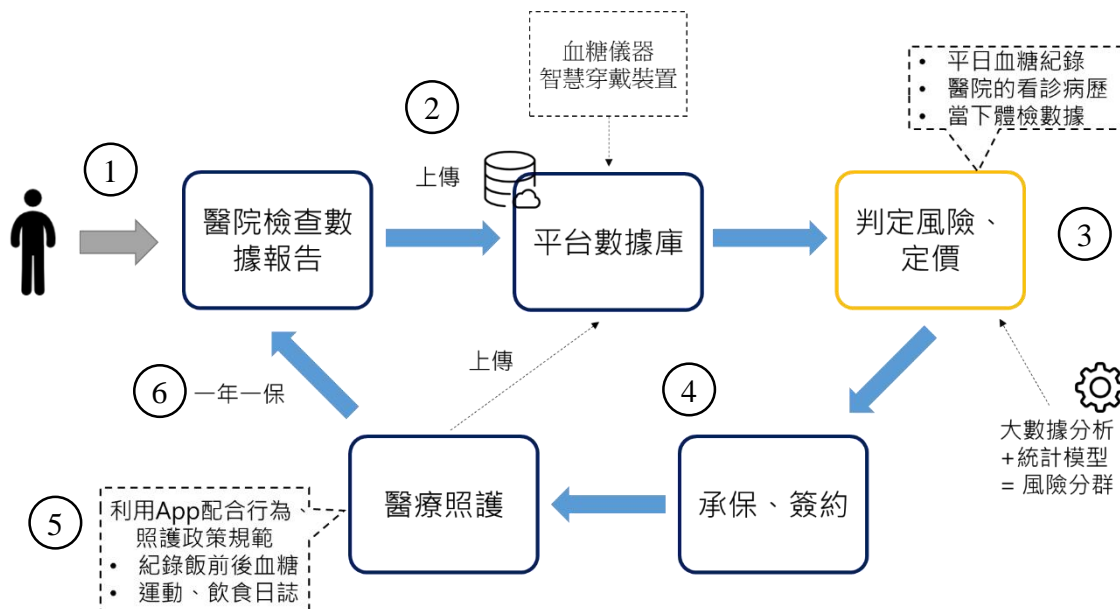 ①
醫院檢查數
據報告
②
上傳
血糖儀器
智慧穿戴裝置
平台數據庫
• 平日血糖紀錄
• 醫院的看診病歷
• 當下體檢數據
判定風險、
定價
③
大數據分析
+統計模型
= 風險分群
④
承保、簽約
醫療照護
上傳
⑤
利用App配合行為、
照護政策規範
• 紀錄飯前後血糖
• 運動、飲食日誌
⑥
一年一保